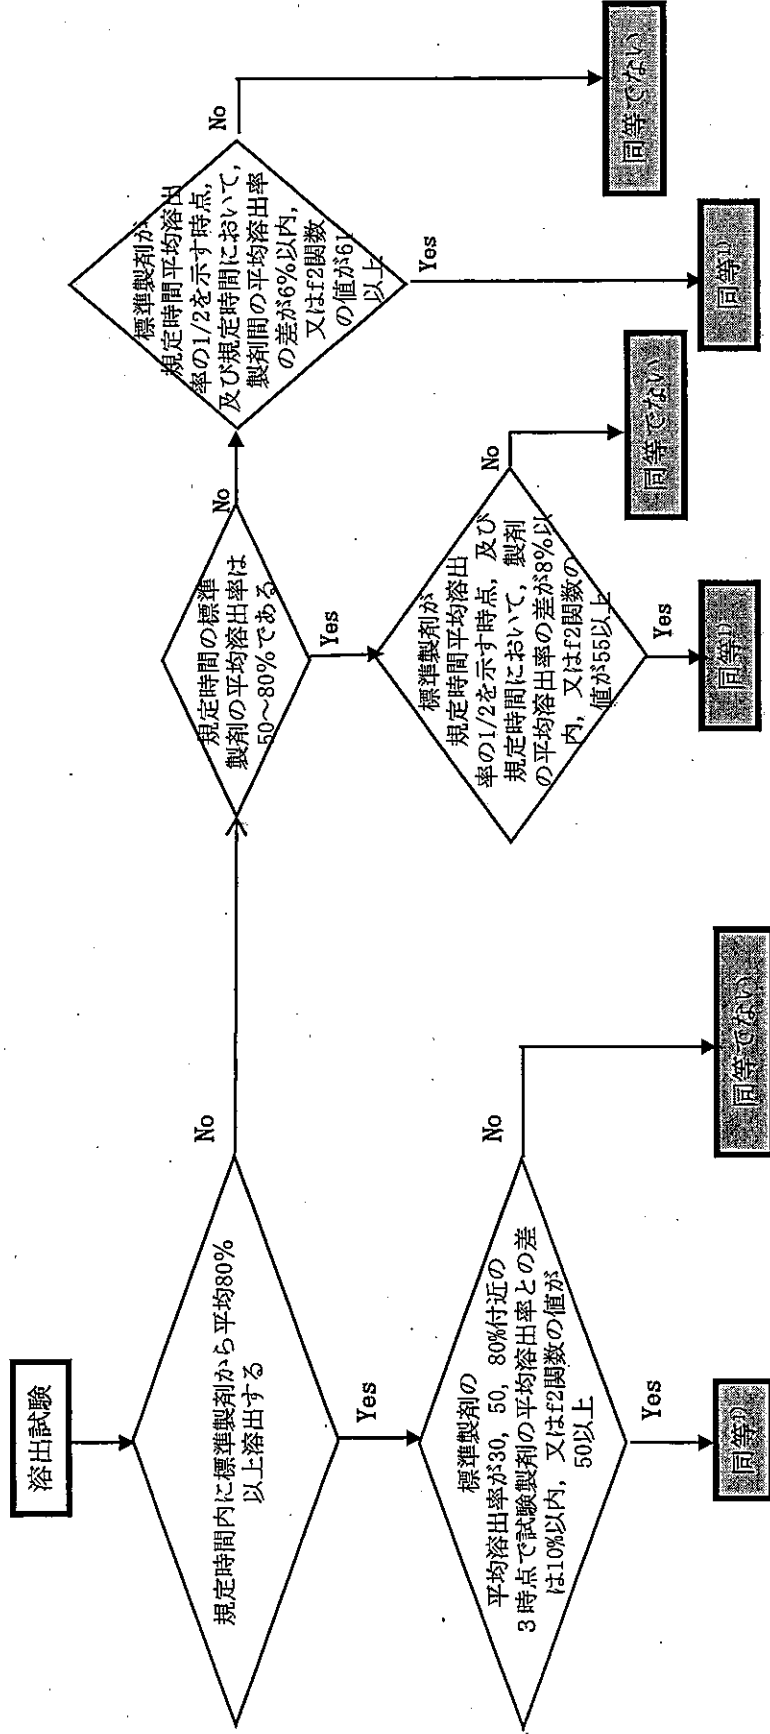 溶出試験
規定時間内に標準製剤から平均80%
以上溶出する
No
Yes
標準製剤の
平均溶出率が30, 50, 80%付近の
3時点で試験製剤の平均溶出率との差
は10%以内, 又はf2関数の値が
50以上
No
Yes
同等1)
同等でない
規定時間の標準
製剤の平均溶出率は
50～80%である
No
Yes
標準製剤が
規定時間平均溶出
率の1/2を示す時点, 及び
規定時間において, 製剤
の平均溶出率の差が8%以
内, 又はf2関数の
値が55以上
No
Yes
同等1)
同等でない
標準製剤が
規定時間平均溶出
率の1/2を示す時点,
及び規定時間において,
製剤間の平均溶出率
の差が6%以内,
又はf2関数
の値が61
以上
No
Yes
同等1)
同等でない